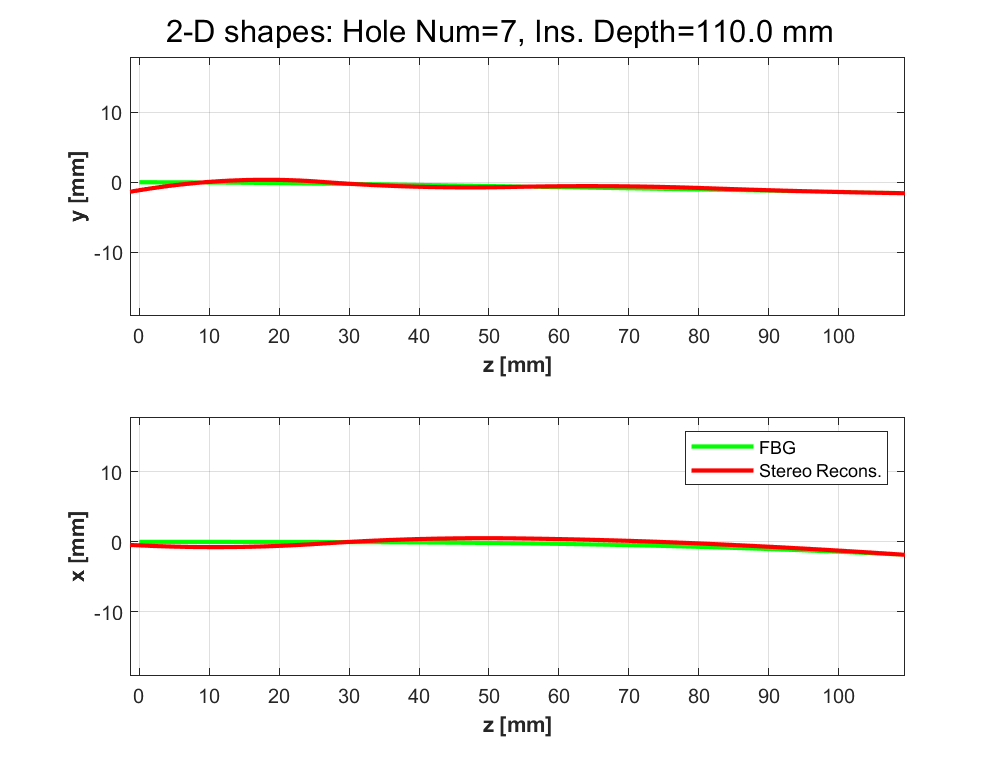 2-D shapes: Hole Num=7, Ins. Depth=110.0 mm
10
0
-10
y [mm]
0 10 20 30 40 50 60 70 80 90 100
z [mm]
10
0
-10
x [mm]
FBG
Stereo Recons.
0 10 20 30 40 50 60 70 80 90 100
z [mm]